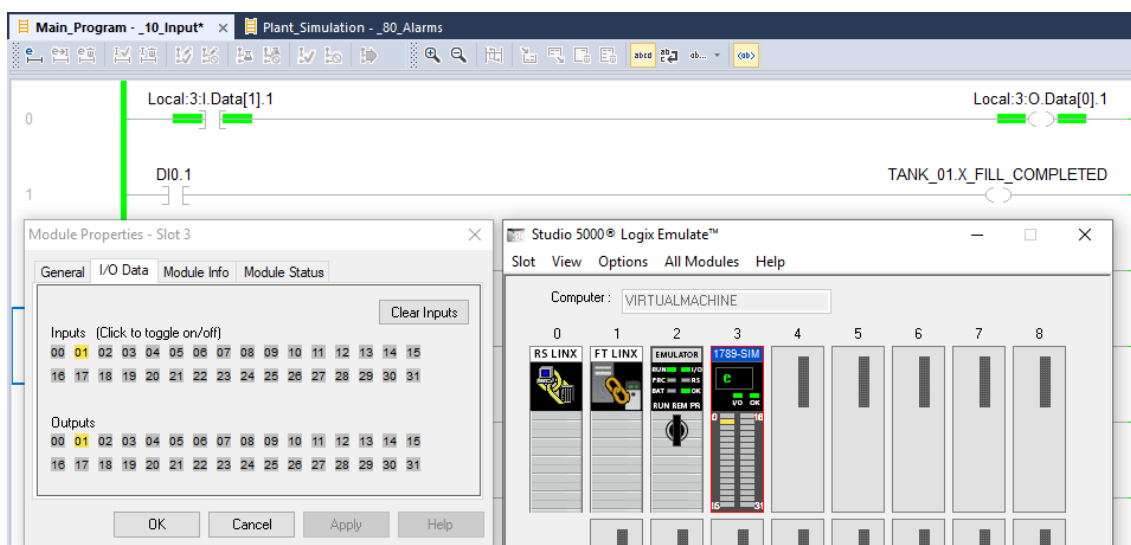 Main_Program - _10_Input* × Plant_Simulation - _80_Alarms
abcd ab ab... <ab>
Local:3:I.Data[1].1 Local:3:O.Data[0].1
0
DI0.1 TANK_01.X_FILL_COMPLETED
1
Module Properties - Slot 3
General I/O Data Module Info Module Status
Clear Inputs
Inputs (Click to toggle on/off)
00 01 02 03 04 05 06 07 08 09 10 11 12 13 14 15
16 17 18 19 20 21 22 23 24 25 26 27 28 29 30 31
Outputs
00 01 02 03 04 05 06 07 08 09 10 11 12 13 14 15
16 17 18 19 20 21 22 23 24 25 26 27 28 29 30 31
OK Cancel Apply Help
Studio 5000® Logix Emulate™
Slot View Options All Modules Help
Computer : VIRTUALMACHINE
0 1 2 3 4 5 6 7 8
RS LINX FT LINX EMULATOR 1789-SIM
RUN I/O
FRC RS
BAT OK
RUN REM PR
e
I/O OK
0 16
15 31